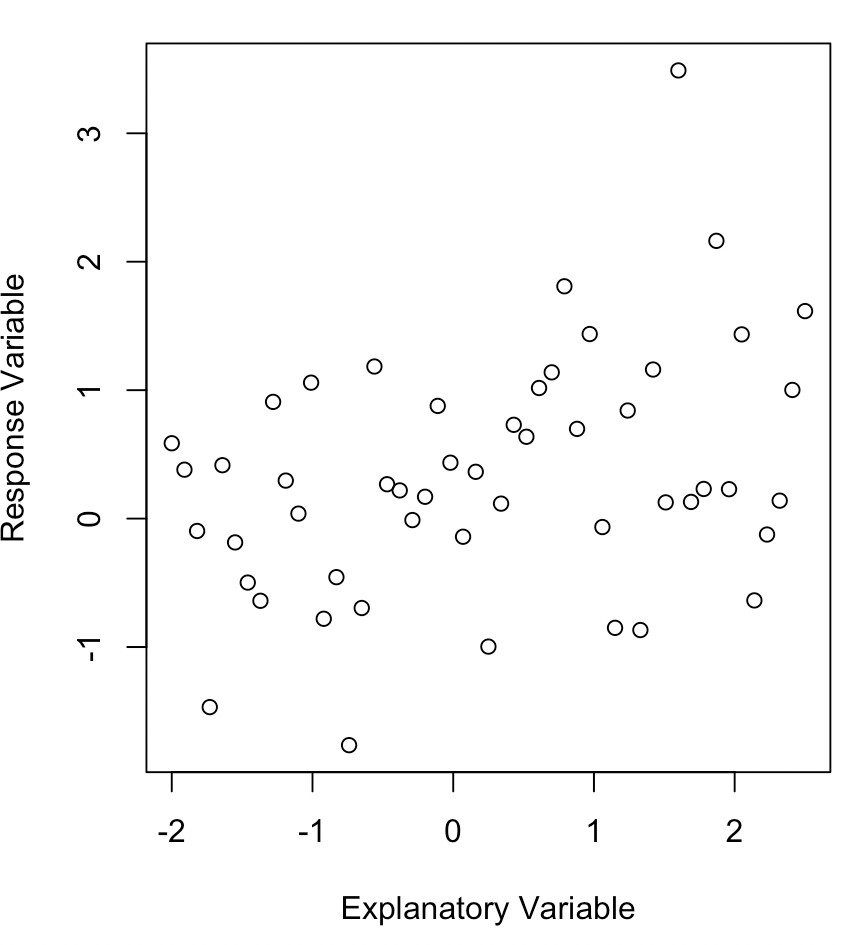 Response Variable
3
2
1
0
-1
-2 -1 0 1 2
Explanatory Variable